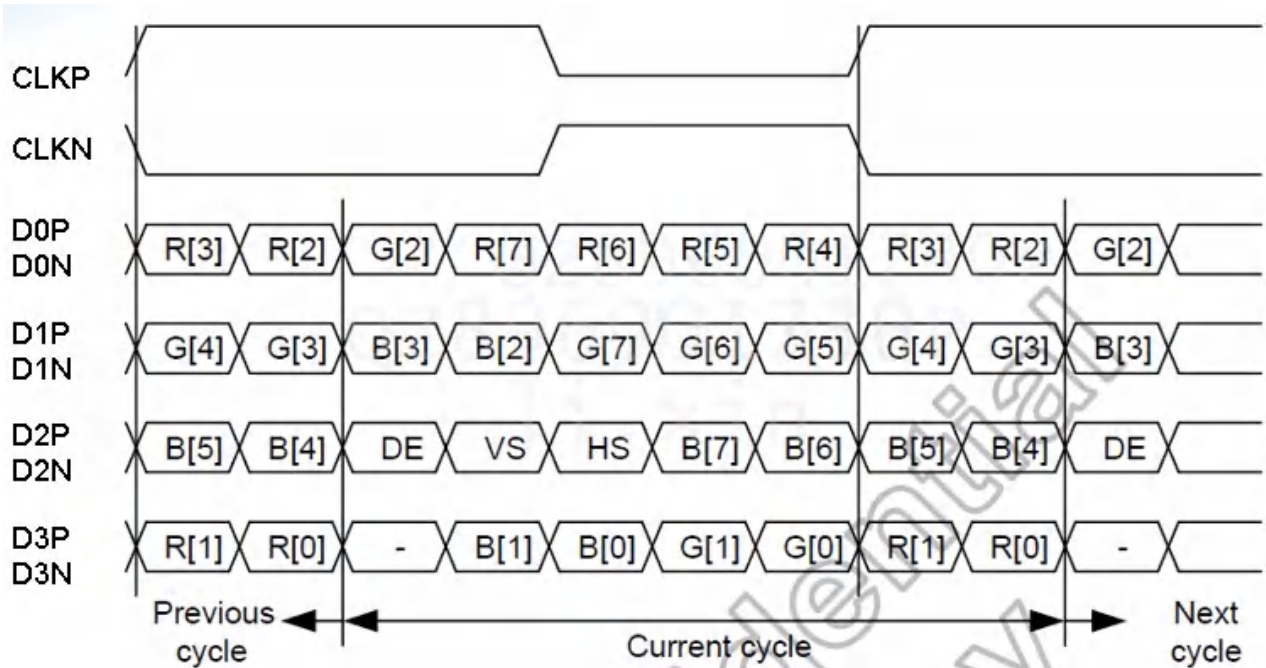 CLKP
CLKN
D0P
D0N
R[3] R[2] G[2] R[7] R[6] R[5] R[4] R[3] R[2] G[2]
D1P
D1N
G[4] G[3] B[3] B[2] G[7] G[6] G[5] G[4] G[3] B[3]
D2P
D2N
B[5] B[4] DE VS HS B[7] B[6] B[5] B[4] DE
D3P
D3N
R[1] R[0] - B[1] B[0] G[1] G[0] R[1] R[0] -
Previous
cycle
Current cycle
Next
cycle